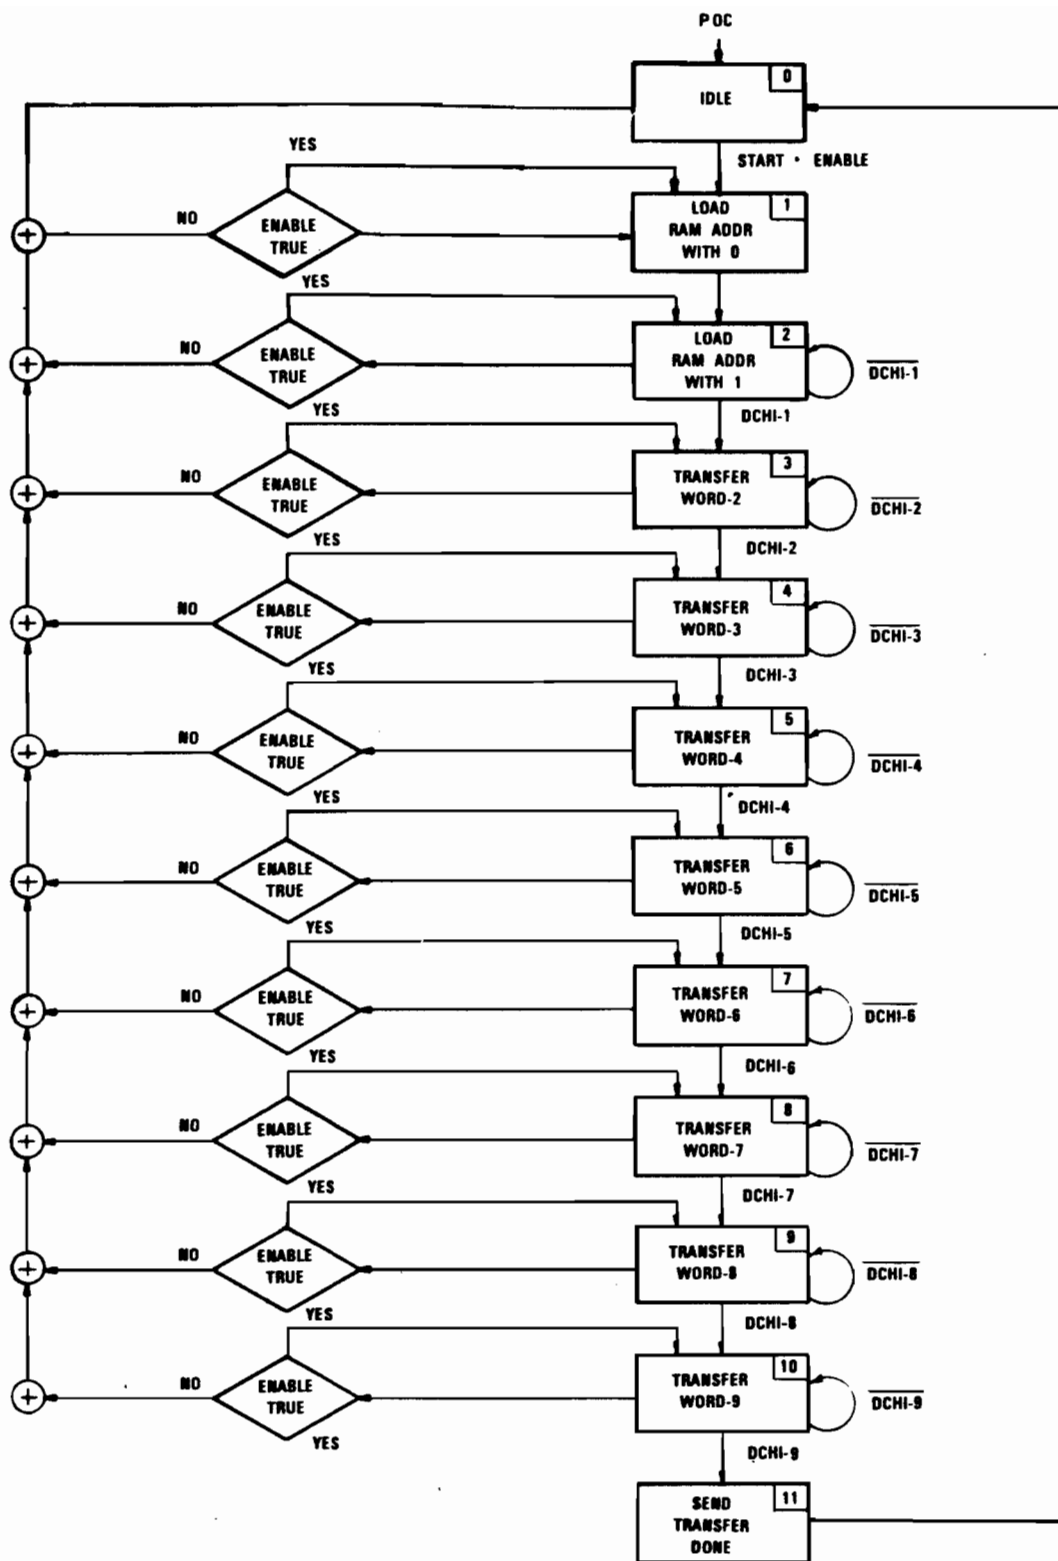 POC
0
IDLE
YES
START • ENABLE
NO
ENABLE
TRUE
1
LOAD
RAM ADDR
WITH 0
YES
NO
ENABLE
TRUE
2
LOAD
RAM ADDR
WITH 1
DCHI-1
YES
DCHI-1
NO
ENABLE
TRUE
3
TRANSFER
WORD-2
DCHI-2
YES
DCHI-2
NO
ENABLE
TRUE
4
TRANSFER
WORD-3
DCHI-3
YES
DCHI-3
NO
ENABLE
TRUE
5
TRANSFER
WORD-4
DCHI-4
YES
DCHI-4
NO
ENABLE
TRUE
6
TRANSFER
WORD-5
DCHI-5
YES
DCHI-5
NO
ENABLE
TRUE
7
TRANSFER
WORD-6
DCHI-6
YES
DCHI-6
NO
ENABLE
TRUE
8
TRANSFER
WORD-7
DCHI-7
YES
DCHI-7
NO
ENABLE
TRUE
9
TRANSFER
WORD-8
DCHI-8
YES
DCHI-8
NO
ENABLE
TRUE
10
TRANSFER
WORD-9
DCHI-9
YES
DCHI-9
11
SEND
TRANSFER
DONE